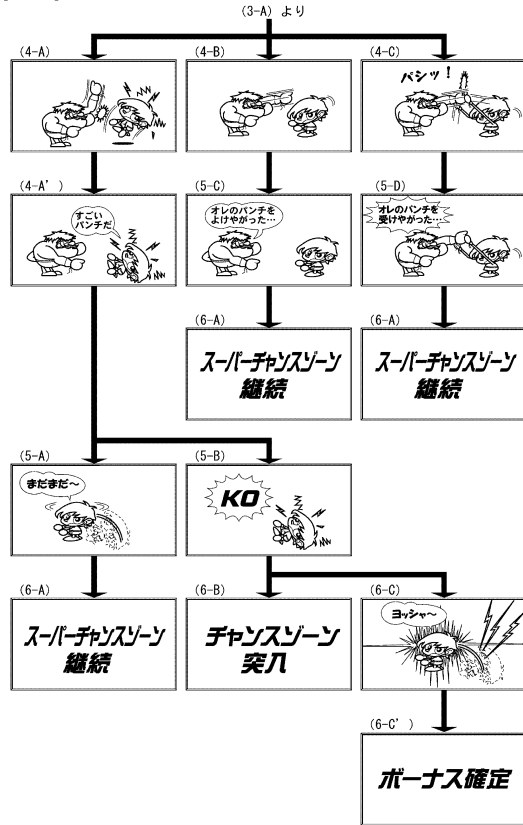 (3-A) より
(4-A)
(4-B)
(4-C)
パシッ!
(4-A’)
(5-C)
(5-D)
すごい
パンチだ
オレのパンチを
よけやがった…
オレのパンチを
受けやがった…
(6-A)
(6-A)
スーパーチャンスゾーン
継続
スーパーチャンスゾーン
継続
(5-A)
(5-B)
まだまだ~
KO
(6-A)
(6-B)
(6-C)
スーパーチャンスゾーン
継続
チャンスゾーン
突入
ヨッシャ~
(6-C’)
ボーナス確定